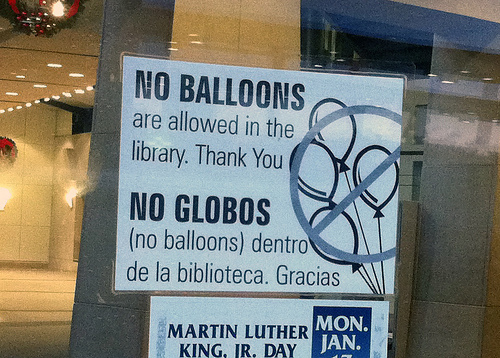 NO BALLOONS
are allowed in the
library. Thank You
NO GLOBOS
(no balloons) dentro
de la biblioteca. Gracias
MARTIN LUTHER
KING, JR. DAY
MON.
JAN.